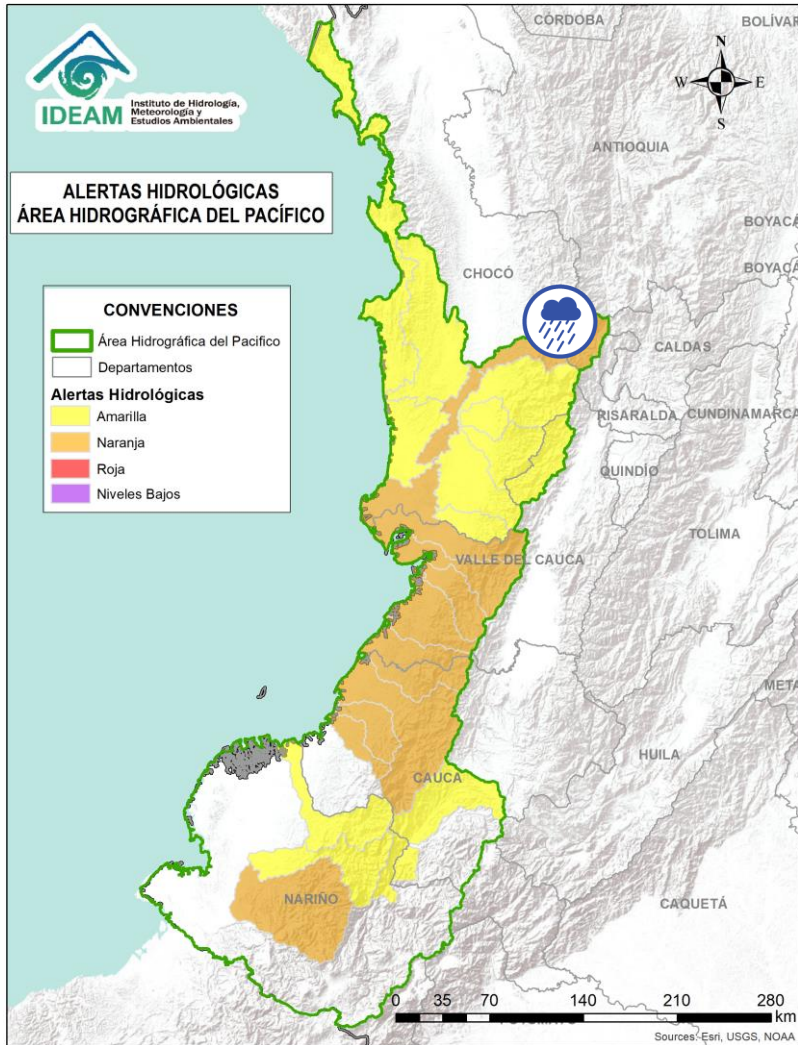 CÓRDOBA
BOLÍVAR
N
W
E
S
IDEAM
Instituto de Hidrología,
Meteorología y
Estudios Ambientales
ANTIOQUIA
ALERTAS HIDROLÓGICAS
ÁREA HIDROGRÁFICA DEL PACÍFICO
BOYACÁ
CHOCÓ
BOYACÁ
CONVENCIONES
Área Hidrográfica del Pacifico
Departamentos
Alertas Hidrológicas
Amarilla
Naranja
Roja
Niveles Bajos
CALDAS
RISARALDA
CUNDINAMARCA
QUINDÍO
TOLIMA
VALLE DEL CAUCA
META
HUILA
CAUCA
NARIÑO
CAQUETÁ
0 35 70 140 210 280
km
Sources: Esri, USGS, NOAA